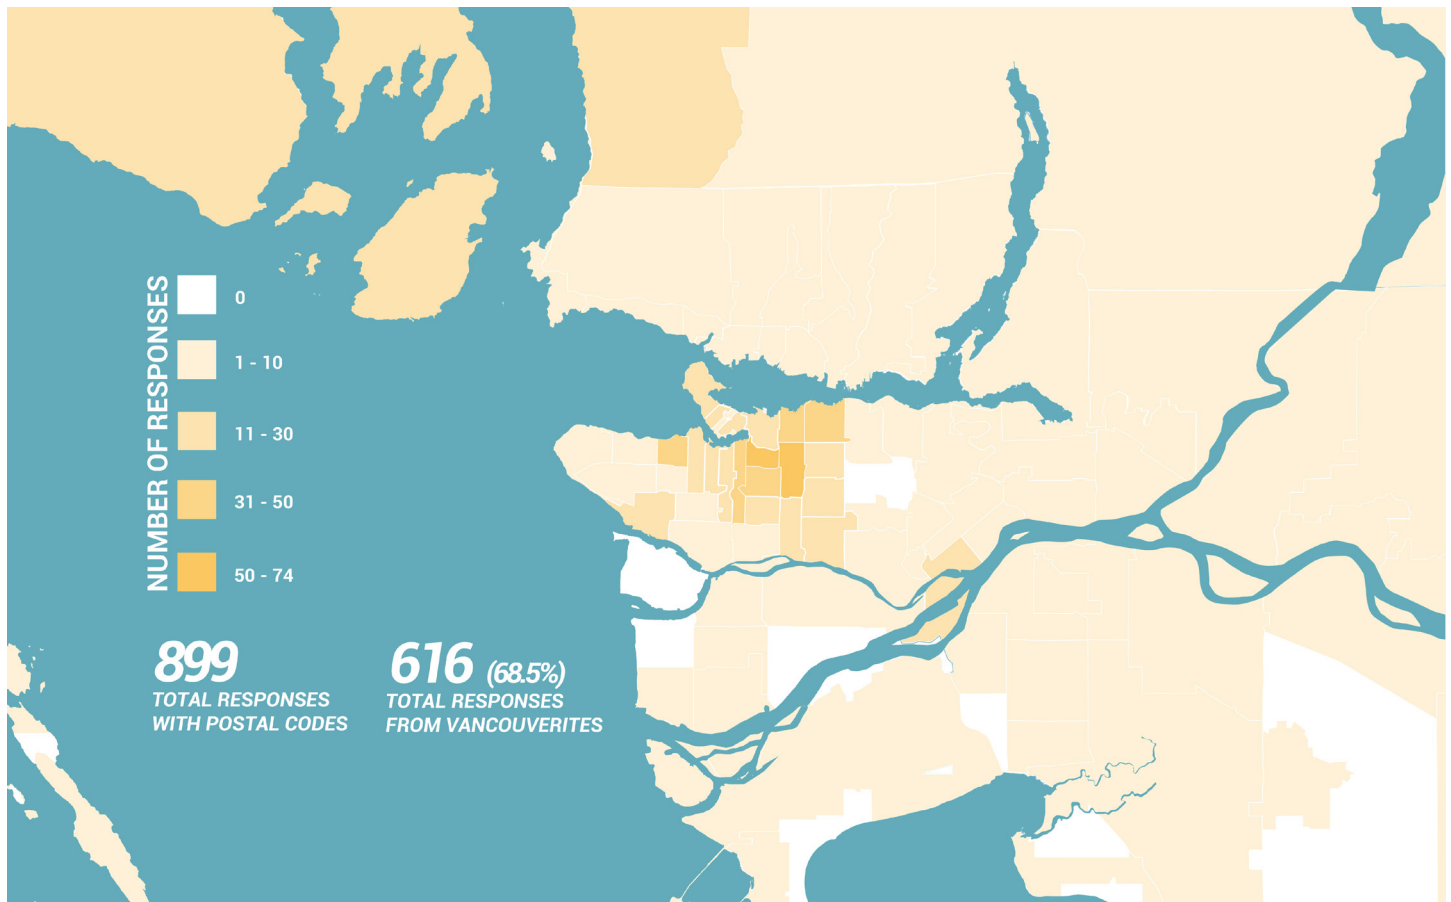 NUMBER OF RESPONSES
0
1 - 10
11 - 30
31 - 50
50 - 74
899
TOTAL RESPONSES
WITH POSTAL CODES
616 (68.5%)
TOTAL RESPONSES
FROM VANCOUVERITES